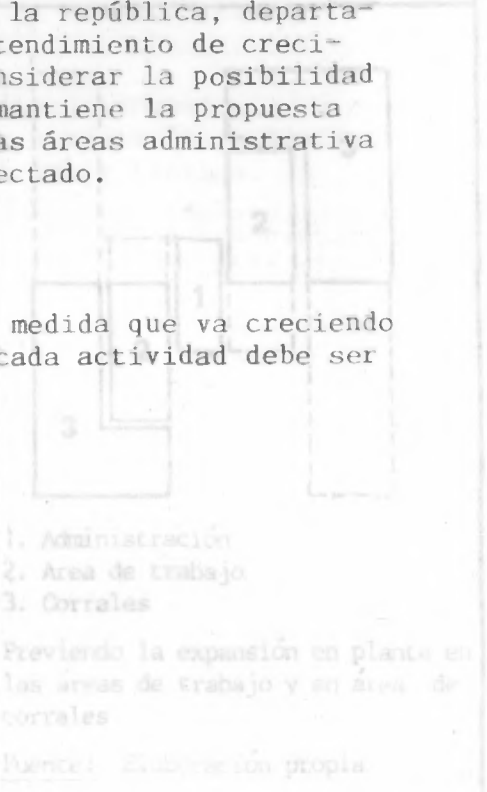 la república, departa-
tendimiento de creci-
nsiderar la posibilidad
mantiene la propuesta
as áreas administrativa
ectado.
2
medida que va creciendo
1
cada actividad debe ser
3
1. Administración
2. Area de trabajo
3. Corrales
Previendo la expansión en planta en
las áreas de trabajo y en área de
corrales
Fuente: Elaboración propia